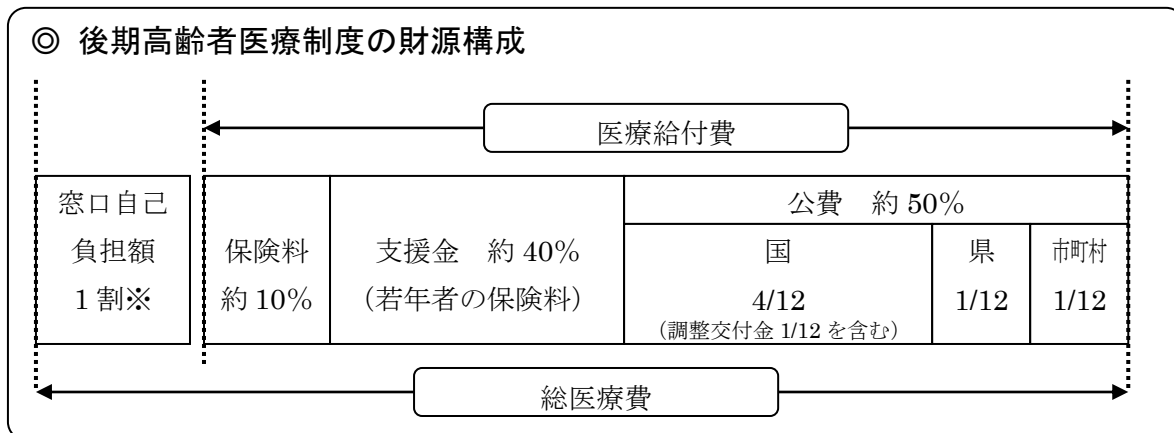 ◎ 後期高齢者医療制度の財源構成
医療給付費
窓口自己
負担額
1割※
保険料
約10%
支援金 約40%
(若年者の保険料)
公費 約50%
国
4/12
(調整交付金1/12を含む)
県
1/12
市町村
1/12
総医療費